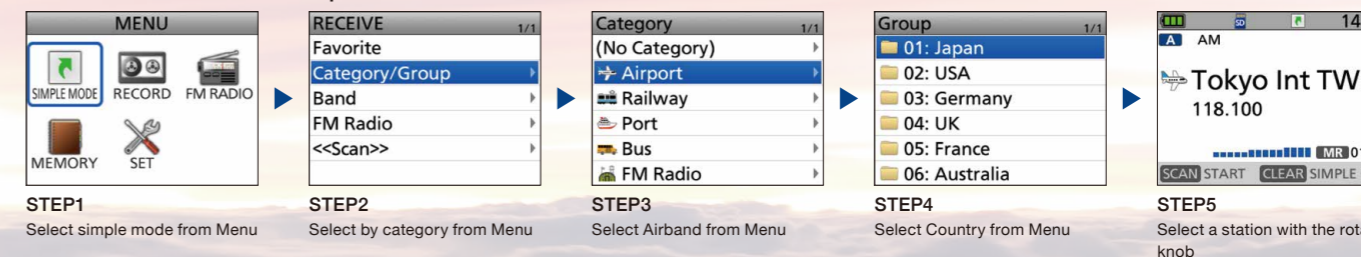 MENU
SIMPLE MODE
RECORD
FM RADIO
MEMORY
SET
STEP1
Select simple mode from Menu
RECEIVE 1/1
Favorite
Category/Group
Band
FM Radio
<<Scan>>
STEP2
Select by category from Menu
Category 1/1
(No Category)
Airport
Railway
Port
Bus
FM Radio
STEP3
Select Airband from Menu
Group 1/1
01: Japan
02: USA
03: Germany
04: UK
05: France
06: Australia
STEP4
Select Country from Menu
SD 14
A AM
Tokyo Int TW
118.100
MR 01
SCAN START CLEAR SIMPLE
STEP5
Select a station with the
knob